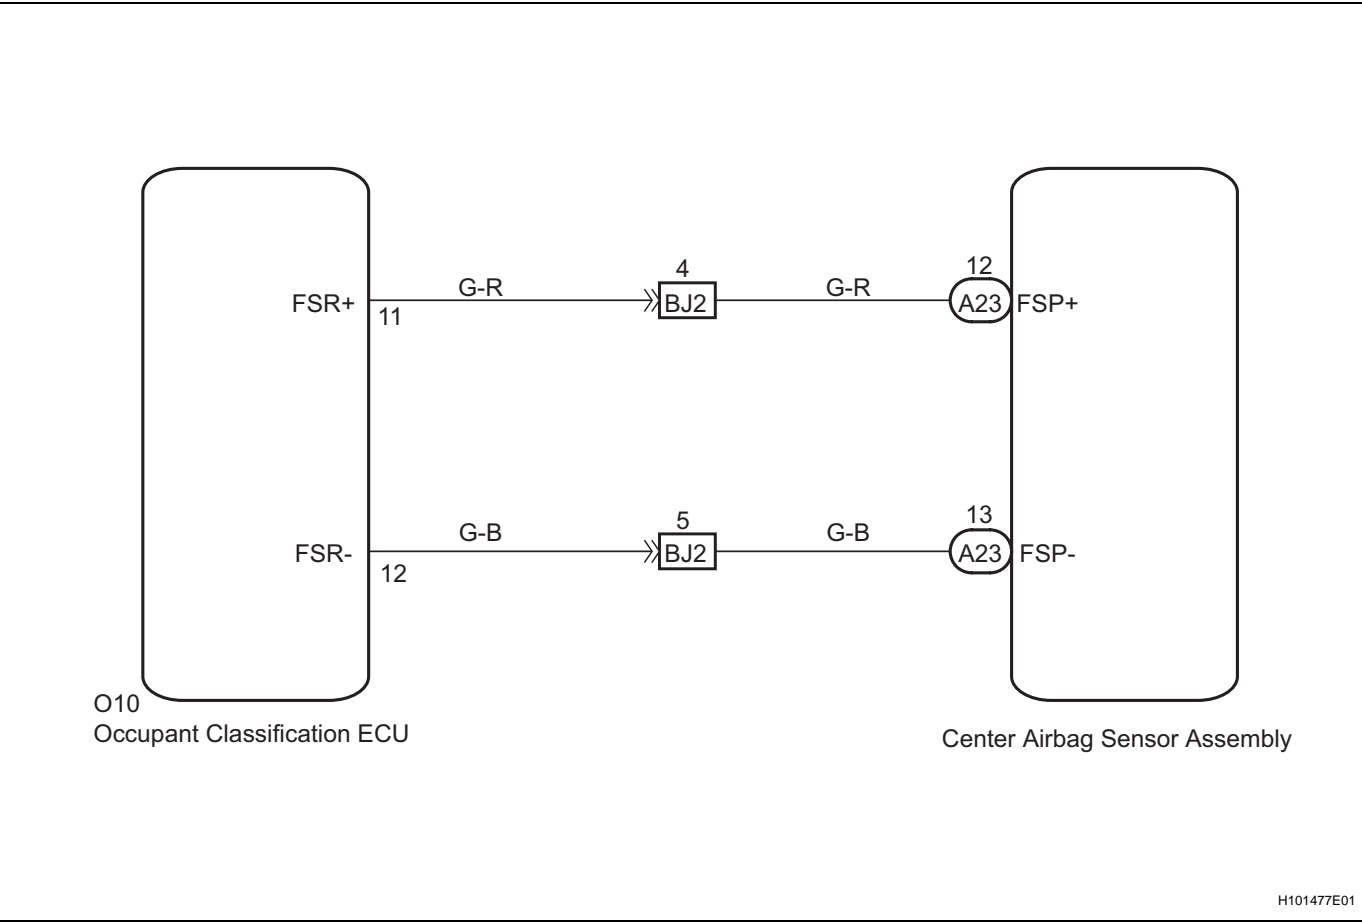 12
4
G-R
G-R
FSR+
BJ2
A23
FSP+
11
13
5
G-B
G-B
FSR-
BJ2
A23
FSP-
12
O10
Occupant Classification ECU
Center Airbag Sensor Assembly
H101477E01